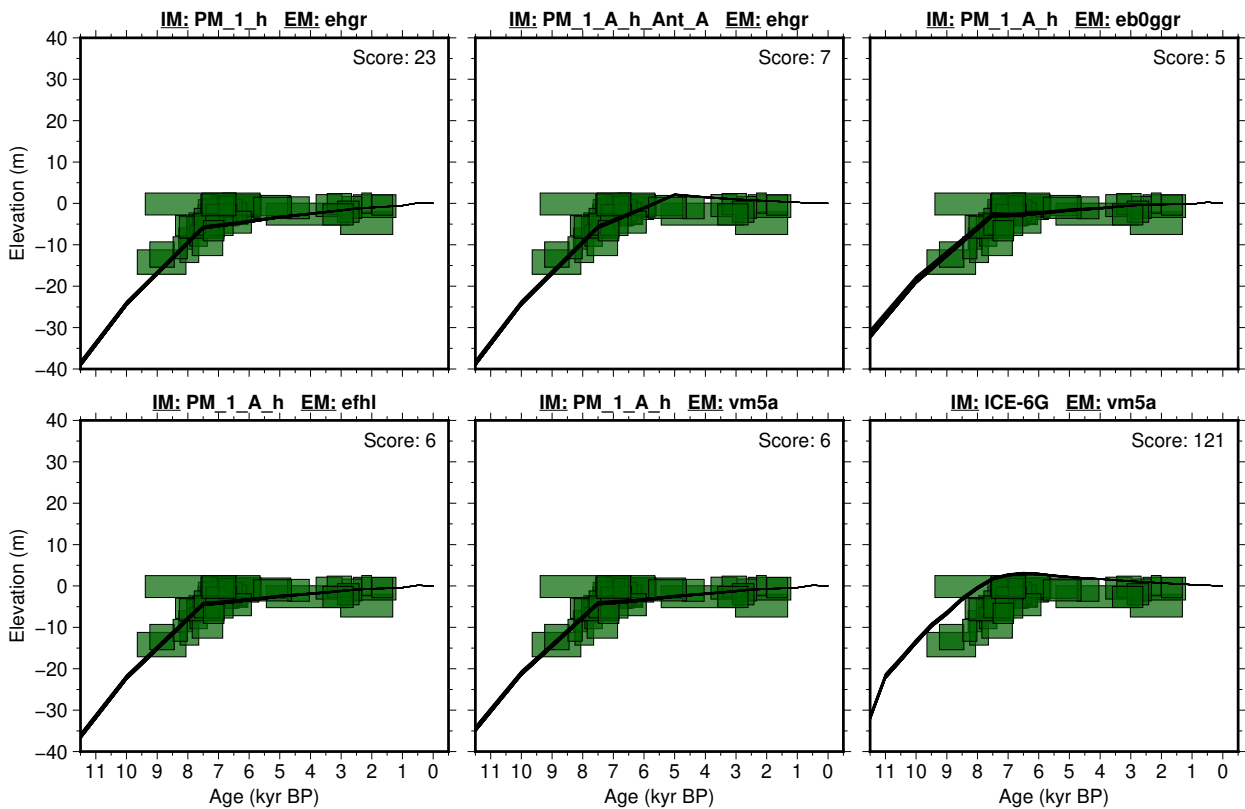 IM: PM_1_h EM: ehgr
IM: PM_1_A_h_Ant_A EM: ehgr
IM: PM_1_A_h EM: eb0ggr
40
30
20
10
0
−10
−20
−30
−40
Elevation (m)
Score: 23
Score: 7
Score: 5
IM: PM_1_A_h EM: efhl
IM: PM_1_A_h EM: vm5a
IM: ICE-6G EM: vm5a
40
30
20
10
0
−10
−20
−30
−40
Elevation (m)
Score: 6
Score: 6
Score: 121
11 10 9 8 7 6 5 4 3 2 1 0
11 10 9 8 7 6 5 4 3 2 1 0
11 10 9 8 7 6 5 4 3 2 1 0
Age (kyr BP)
Age (kyr BP)
Age (kyr BP)